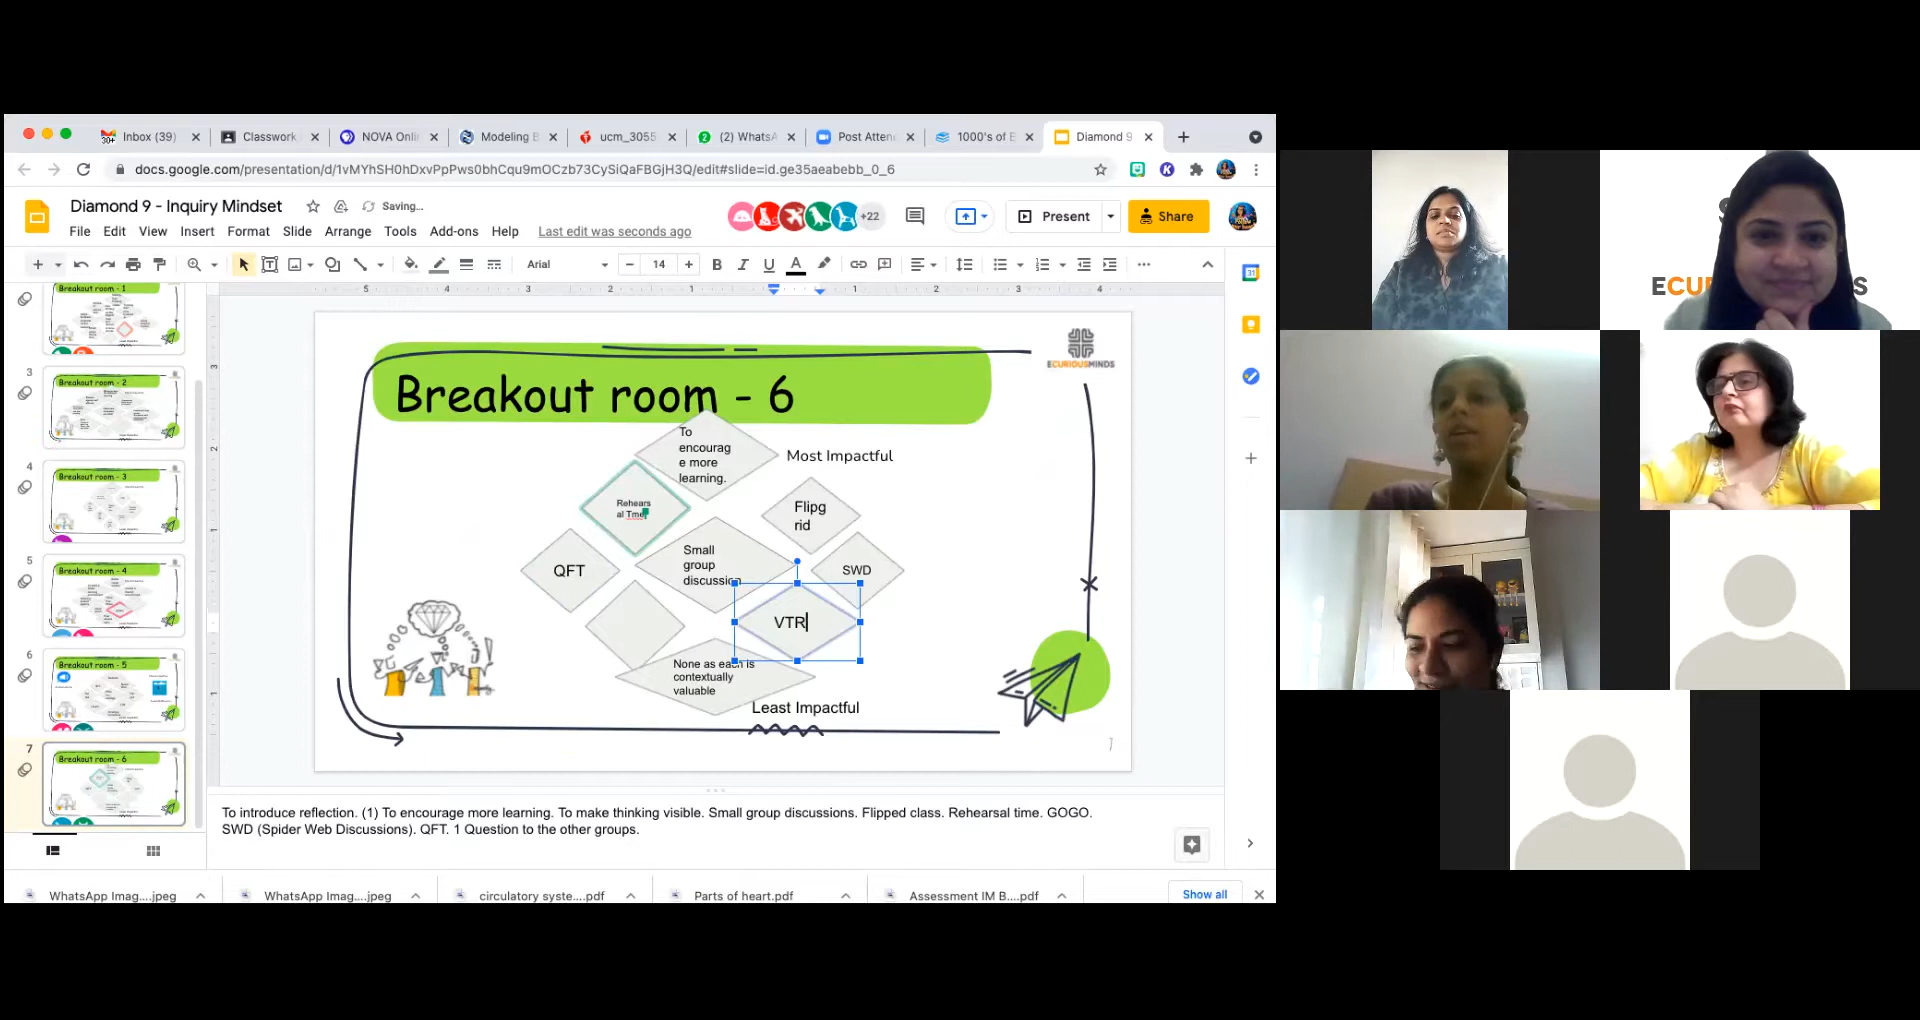 Inbox (39)
Classwork
NOVA Onli
Modeling B
ucm_3055
(2) WhatsA
Post Atten
1000's of E
Diamond 9
docs.google.com/presentation/d/1vMYhSH0hDxvPpPws0bhCqu9mOCzb73CySiQaFBGjH3Q/edit#slide=id.ge35aeabebb_0_6
Diamond 9 - Inquiry Mindset
Saving...
+22
Present
Share
File Edit View Insert Format Slide Arrange Tools Add-ons Help Last edit was seconds ago
Arial
14
Breakout room - 1
3
Breakout room - 2
4
Breakout room - 3
5
Breakout room - 4
6
Breakout room - 5
7
Breakout room - 6
Breakout room - 6
ECURIOUSMINDS
To
encourag
e more
learning.
Most Impactful
Rehears
al Tme
Flipg
rid
QFT
Small
group
discussion
SWD
VTR
None as each is
contextually
valuable
Least Impactful
To introduce reflection. (1) To encourage more learning. To make thinking visible. Small group discussions. Flipped class. Rehearsal time. GOGO.
SWD (Spider Web Discussions). QFT. 1 Question to the other groups.
WhatsApp Imag....jpeg
WhatsApp Imag....jpeg
circulatory syste....pdf
Parts of heart.pdf
Assessment IM B....pdf
Show all